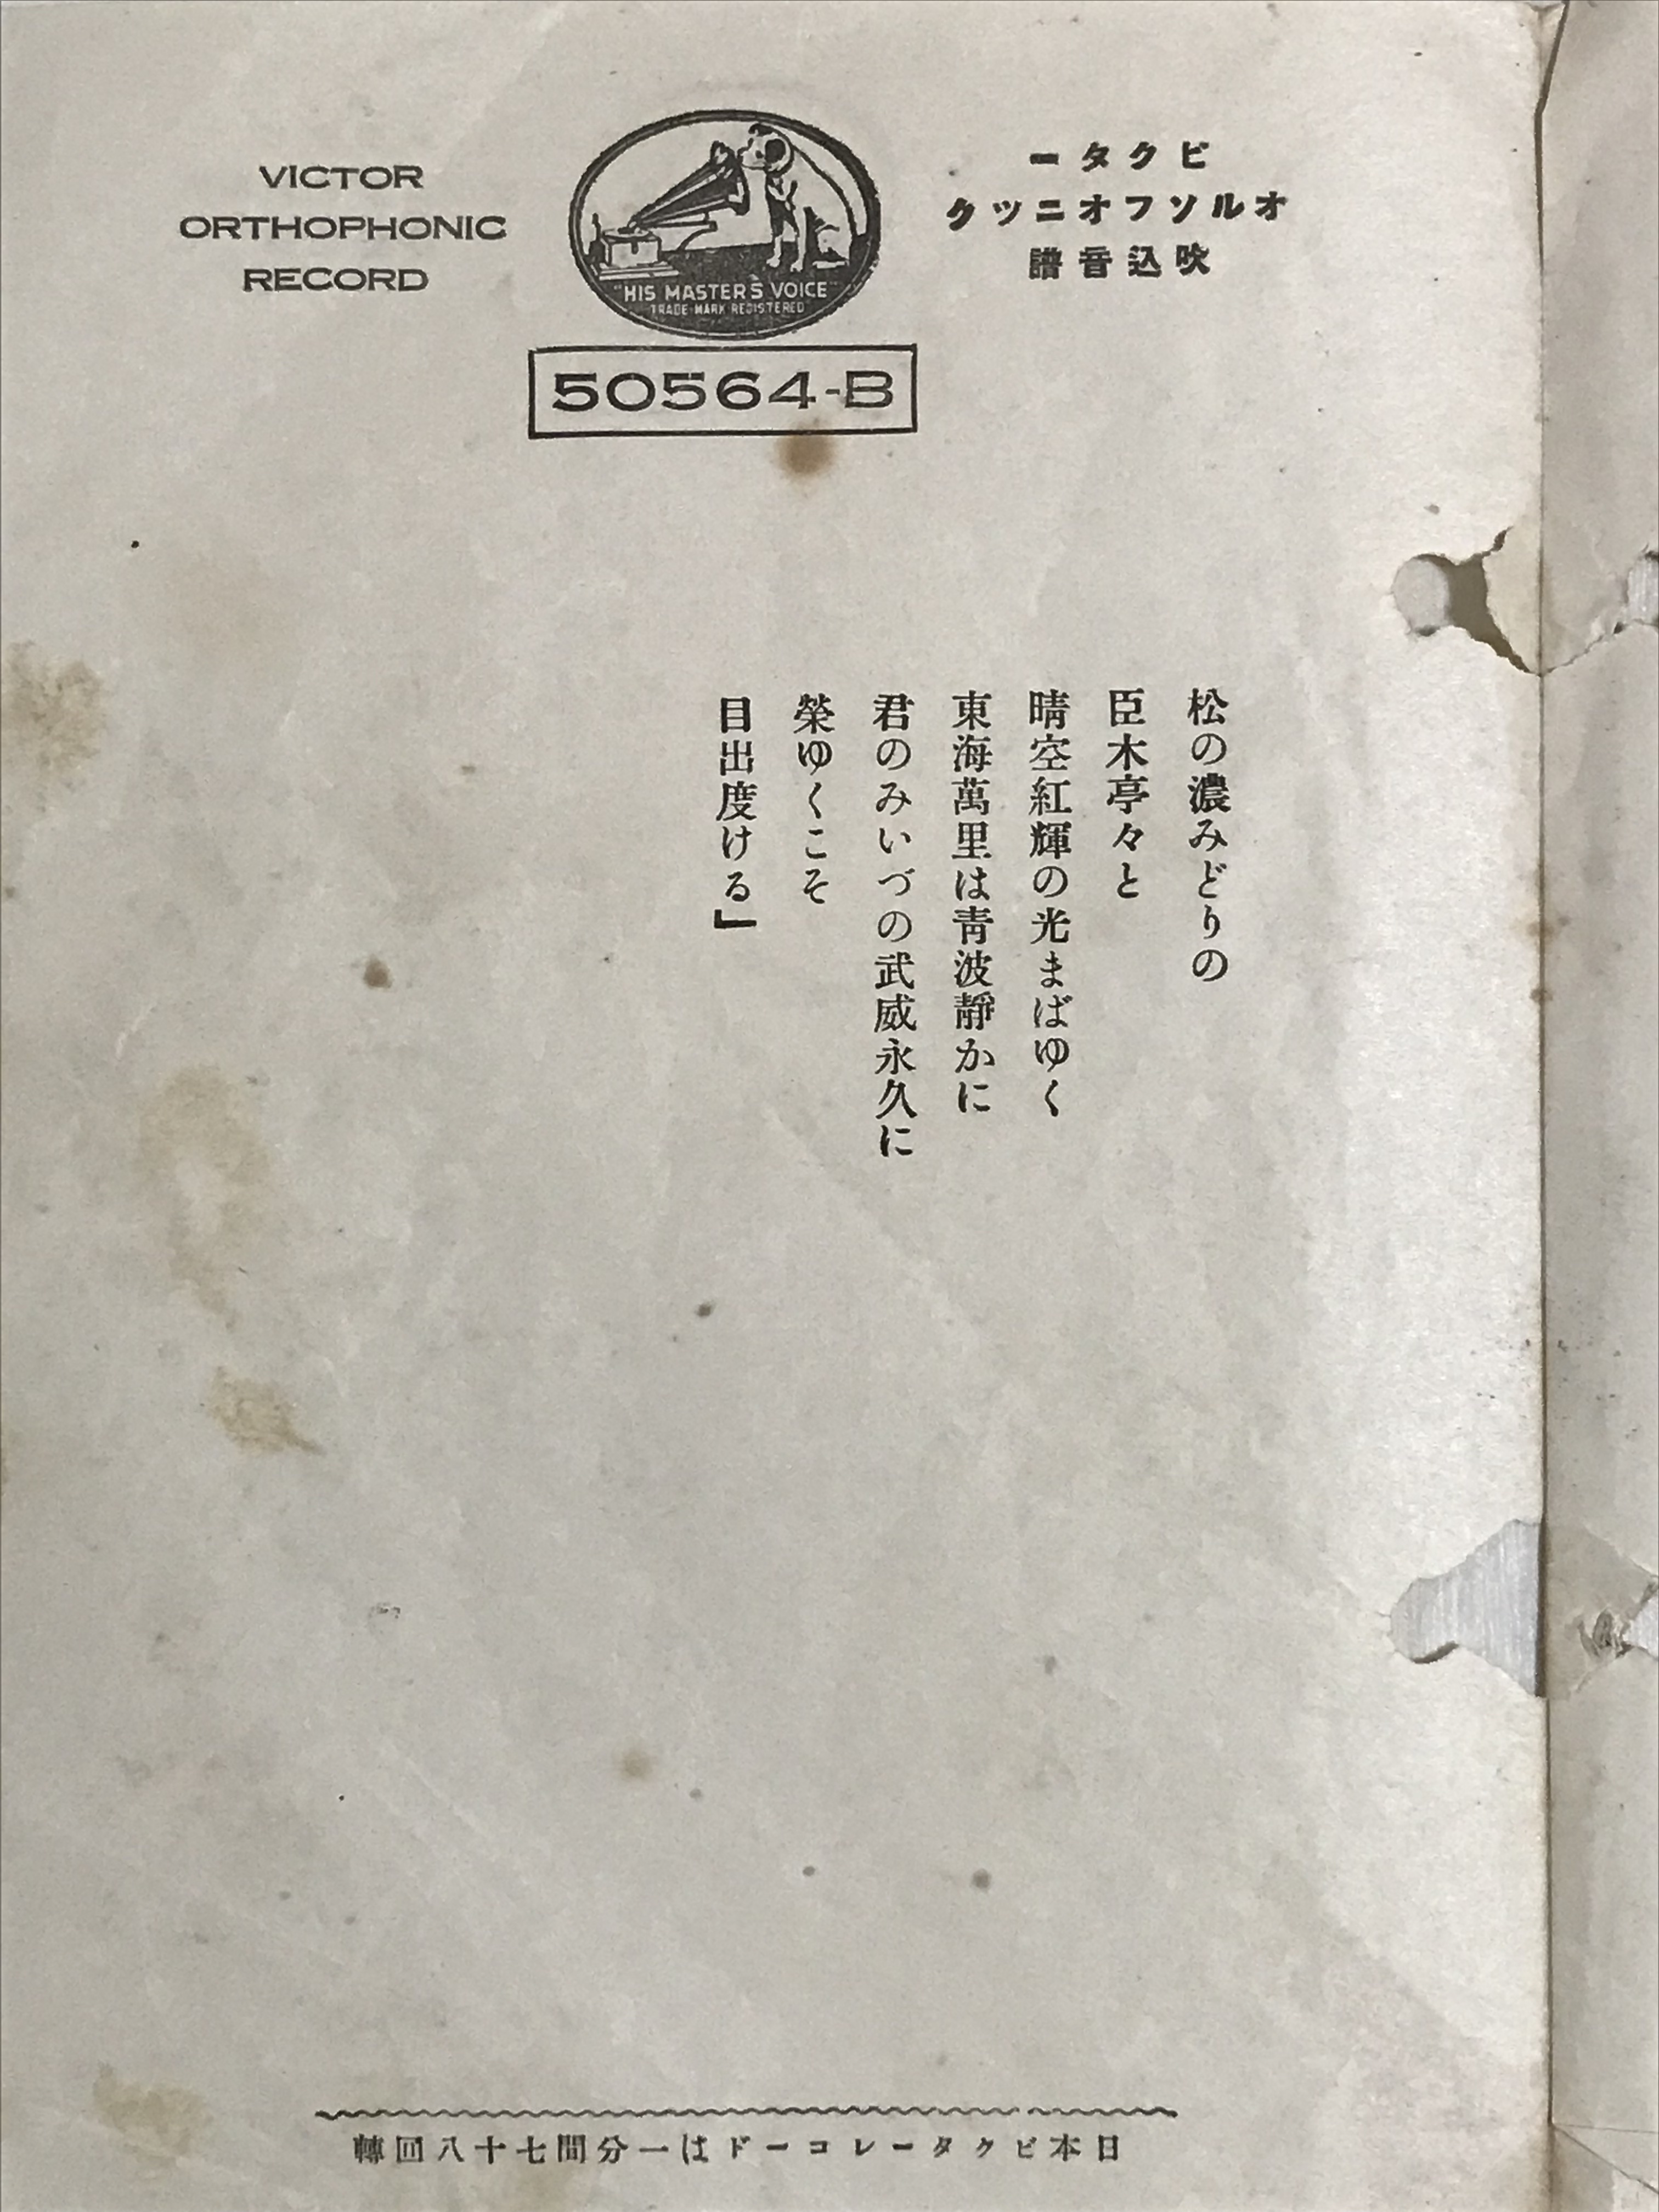 VICTOR
ORTHOPHONIC
RECORD
"HIS MASTER'S VOICE"
TRADE MARK REGISTERED
ビクター
オルソフオニツク
吹込音譜
50564-B
松の濃みどりの
臣木亭々と
晴空紅輝の光まばゆく
東海萬里は靑波靜かに
君のみいづの武威永久に
榮ゆくこそ
目出度ける』
日本ビクターレコードは一分間七十八回轉